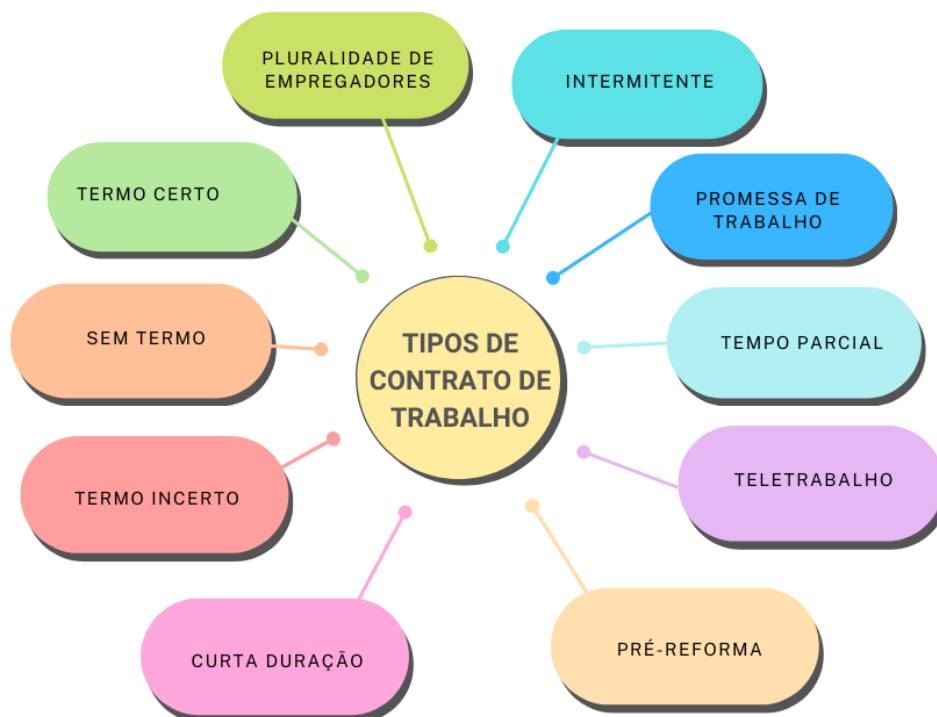 PLURALIDADE DE
EMPREGADORES
INTERMITENTE
TERMO CERTO
PROMESSA DE
TRABALHO
SEM TERMO
TIPOS DE
CONTRATO DE
TRABALHO
TEMPO PARCIAL
TERMO INCERTO
TELETRABALHO
CURTA DURAÇÃO
PRÉ-REFORMA